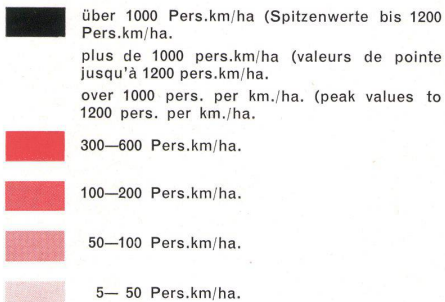 über 1000 Pers.km/ha (Spitzenwerte bis 1200
Pers.km/ha.
plus de 1000 pers.km/ha (valeurs de pointe
jusqu'à 1200 pers.km/ha.
over 1000 pers. per km./ha. (peak values to
1200 pers. per km./ha.
300—600 Pers.km/ha.
100—200 Pers.km/ha.
50—100 Pers.km/ha.
5— 50 Pers.km/ha.